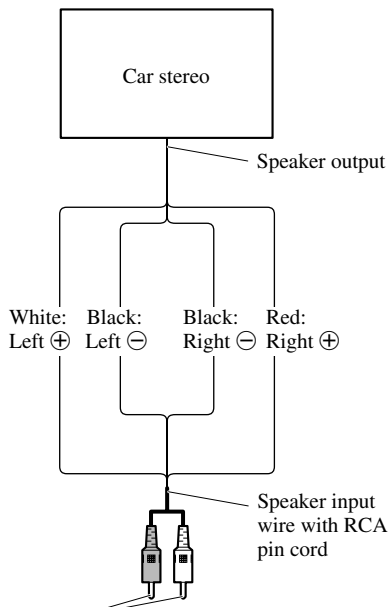 Car stereo
Speaker output
White:
Left ⊕
Black:
Left ⊖
Black:
Right ⊖
Red:
Right ⊕
Speaker input
wire with RCA
pin cord